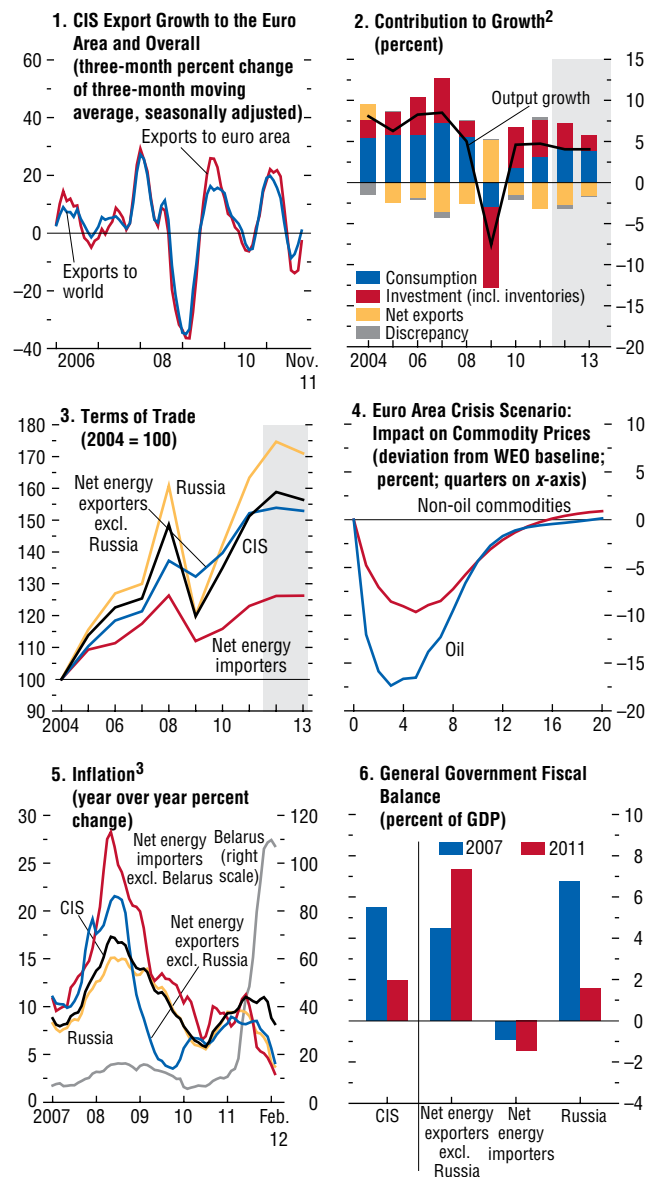 1. CIS Export Growth to the Euro
Area and Overall
(three-month percent change
of three-month moving
average, seasonally adjusted)
60
40
20
0
−20
−40
Exports to euro area
Exports to
world
2006
08
10
Nov.
11
2. Contribution to Growth2
(percent)
15
10
5
0
−5
−10
−15
−20
Output growth
Consumption
Investment (incl. inventories)
Net exports
Discrepancy
2004
06
08
10
13
3. Terms of Trade
(2004 = 100)
180
170
160
150
140
130
120
110
100
90
Net energy
exporters
excl.
Russia
Russia
CIS
Net energy
importers
2004
06
08
10
13
4. Euro Area Crisis Scenario:
Impact on Commodity Prices
(deviation from WEO baseline;
percent; quarters on x-axis)
Non-oil commodities
Oil
5
0
−5
−10
−15
−20
0
4
8
12
16
20
5. Inflation3
(year over year percent
change)
30
25
20
15
10
5
0
Net energy
importers
excl. Belarus
Belarus
(right
scale)
CIS
Net energy
exporters
excl. Russia
Russia
120
100
80
60
40
20
0
2007
08
09
10
11
Feb.
12
6. General Government Fiscal
Balance
(percent of GDP)
2007
2011
10
8
6
4
2
0
−2
−4
CIS
Net energy
exporters
excl.
Russia
Net
energy
importers
Russia